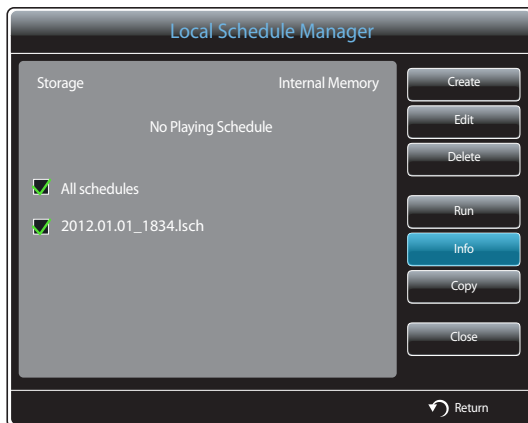 Local Schedule Manager
Storage Internal Memory
No Playing Schedule
All schedules
2012.01.01_1834.lsch
Create
Edit
Delete
Run
Info
Copy
Close
Return